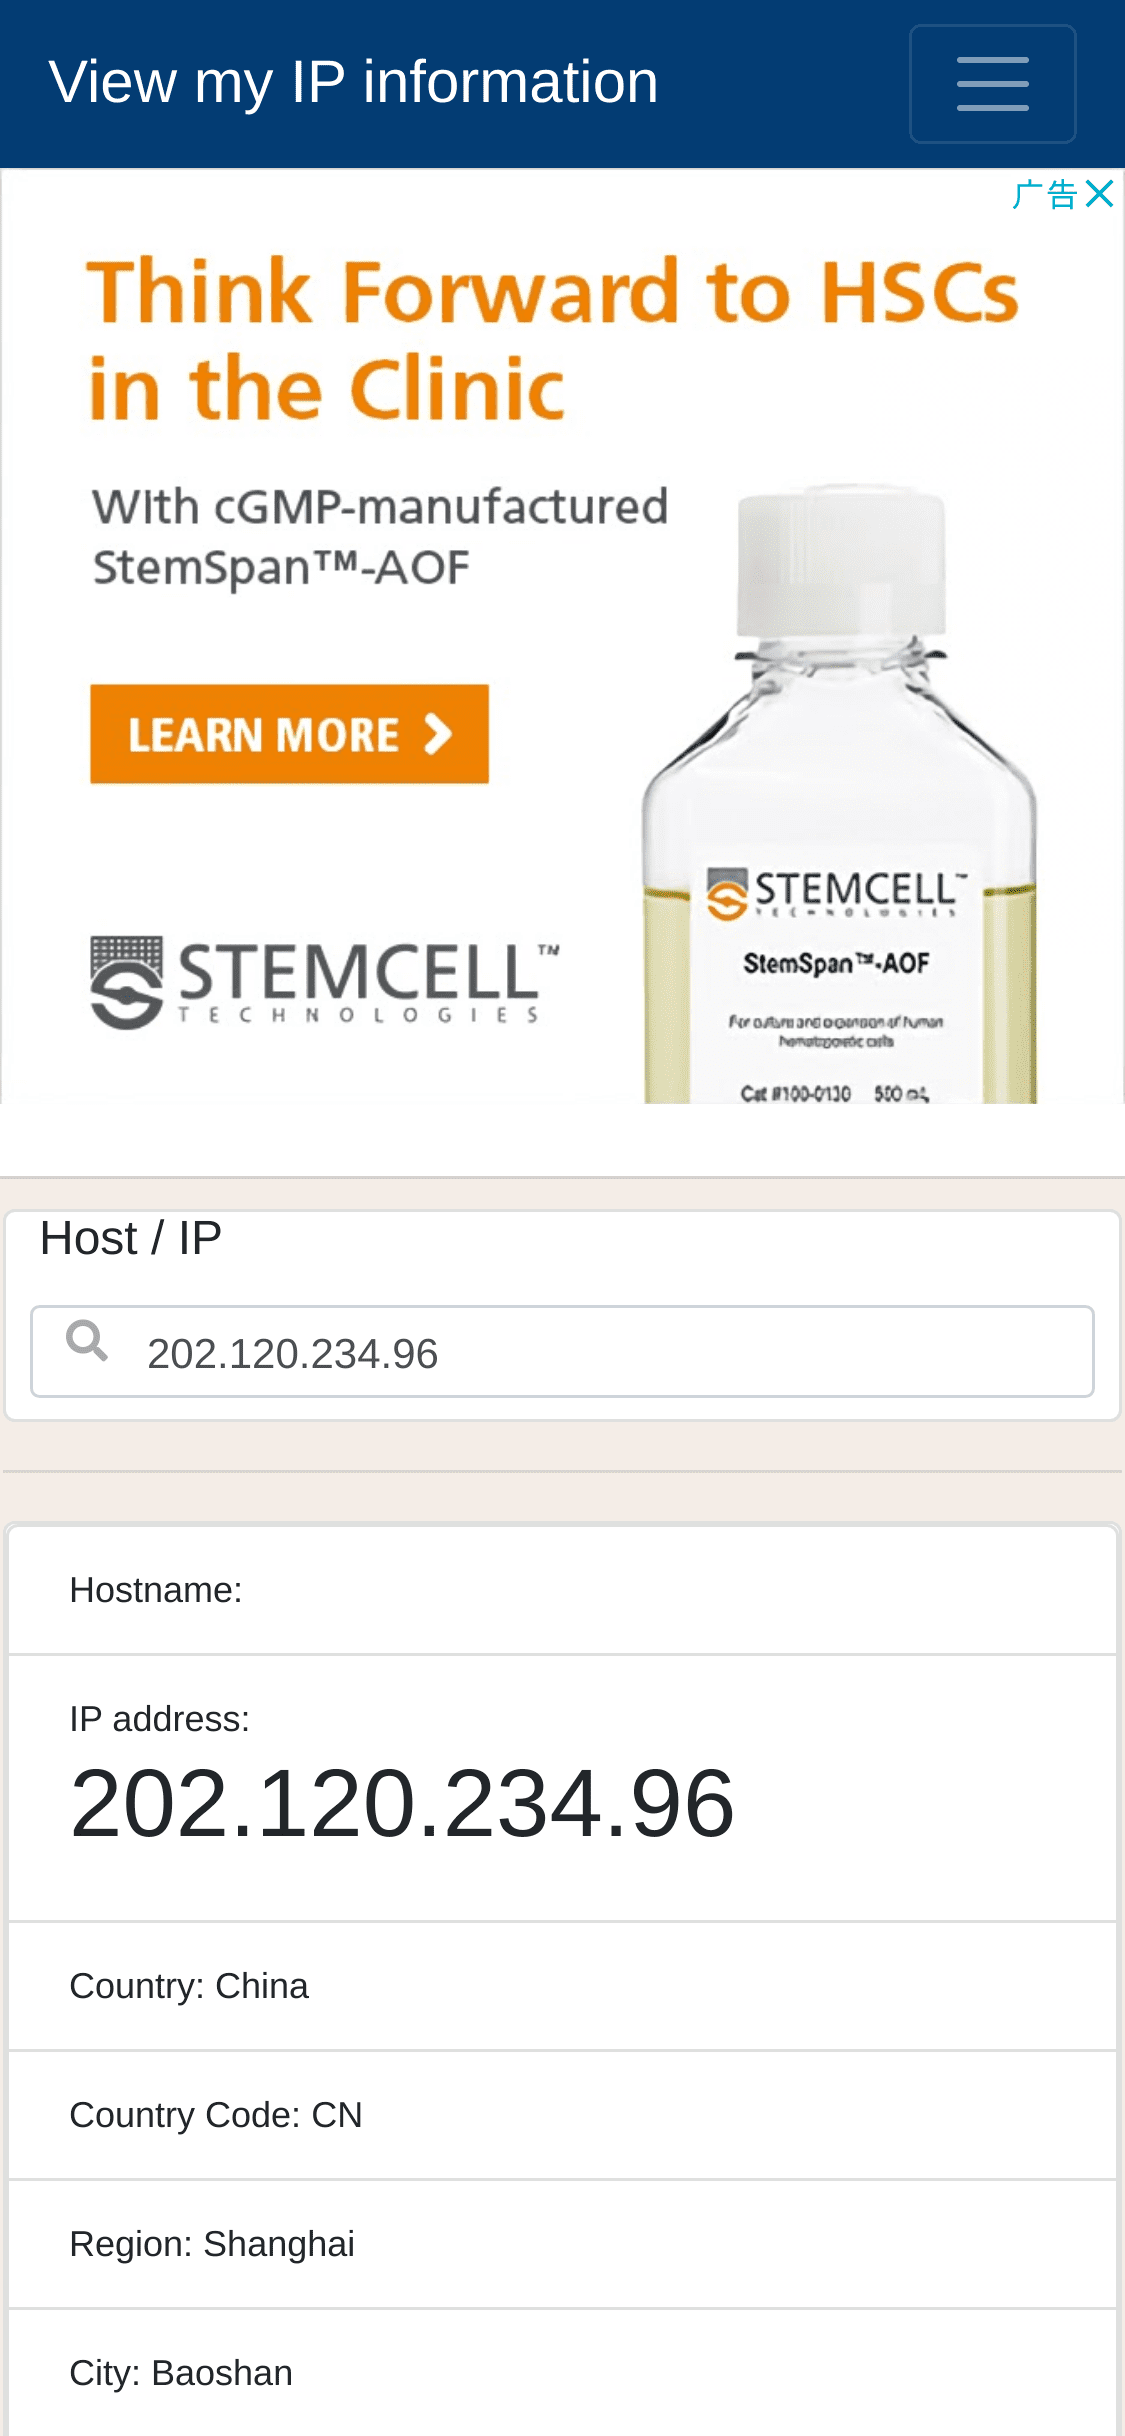 View my IP information
广告
Think Forward to HSCs
in the Clinic
With cGMP-manufactured
StemSpan™-AOF
LEARN MORE
STEMCELL™
TECHNOLOGIES
STEMCELL™
TECHNOLOGIES
StemSpan™-AOF
For culture and expansion of human
hematopoietic cells
Cat #100-0130 500 mL
Host / IP
202.120.234.96
Hostname:
IP address:
202.120.234.96
Country: China
Country Code: CN
Region: Shanghai
City: Baoshan